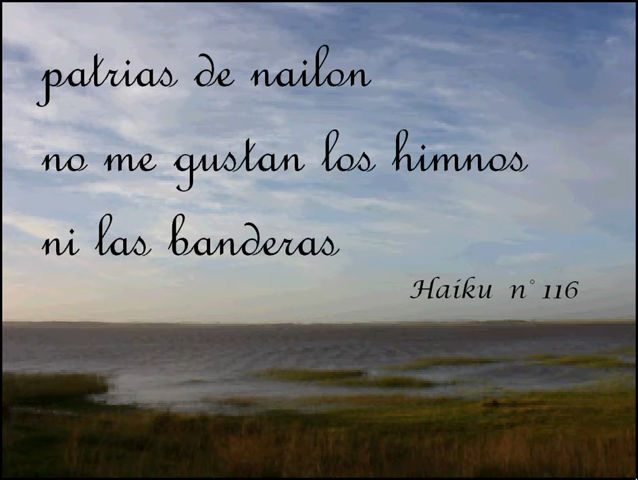 patrias de nailon
no me gustan los himnos
ni las banderas
Haiku n° 116